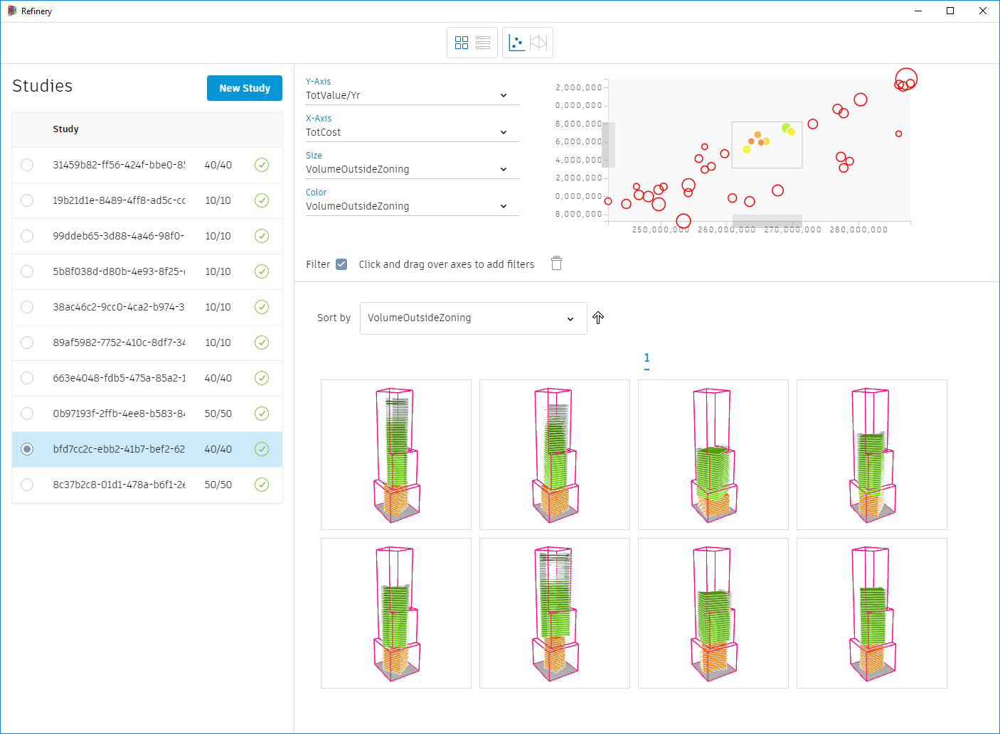 Refinery
Studies
New Study
Study
31459b82-ff56-424f-bbe0-85 40/40
19b21d1e-8489-4ff8-ad5c-cc 10/10
99ddeb65-3d88-4a46-98f0- 10/10
5b8f038d-d80b-4e93-8f25- 10/10
38ac46c2-9cc0-4ca2-b974-3 10/10
89af5982-7752-410c-8df7-34 10/10
663e4048-fdb5-475a-85a2-1 40/40
0b97193f-2ffb-4ee8-b583-84 50/50
bfd7cc2c-ebb2-41b7-bef2-62 40/40
8c37b2c8-01d1-478a-b6f1-2e 50/50
Y-Axis
TotValue/Yr
X-Axis
TotCost
Size
VolumeOutsideZoning
Color
VolumeOutsideZoning
2,000,000
0,000,000
8,000,000
6,000,000
4,000,000
2,000,000
0,000,000
8,000,000
250,000,000 260,000,000 270,000,000 280,000,000
Filter Click and drag over axes to add filters
Sort by VolumeOutsideZoning
1